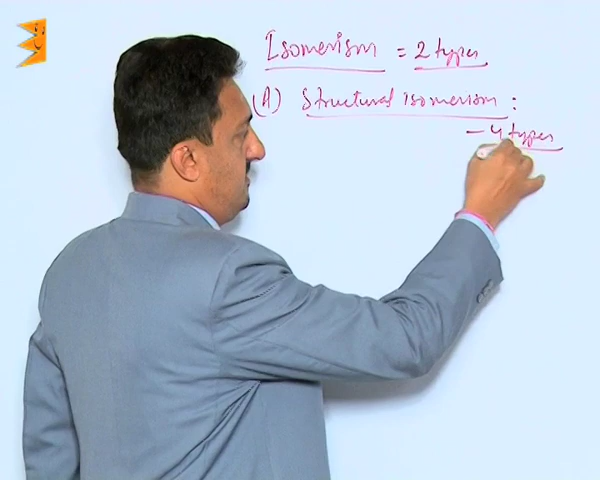 Isomerism = 2 types
(A) Structural isomerism :
- 4 types